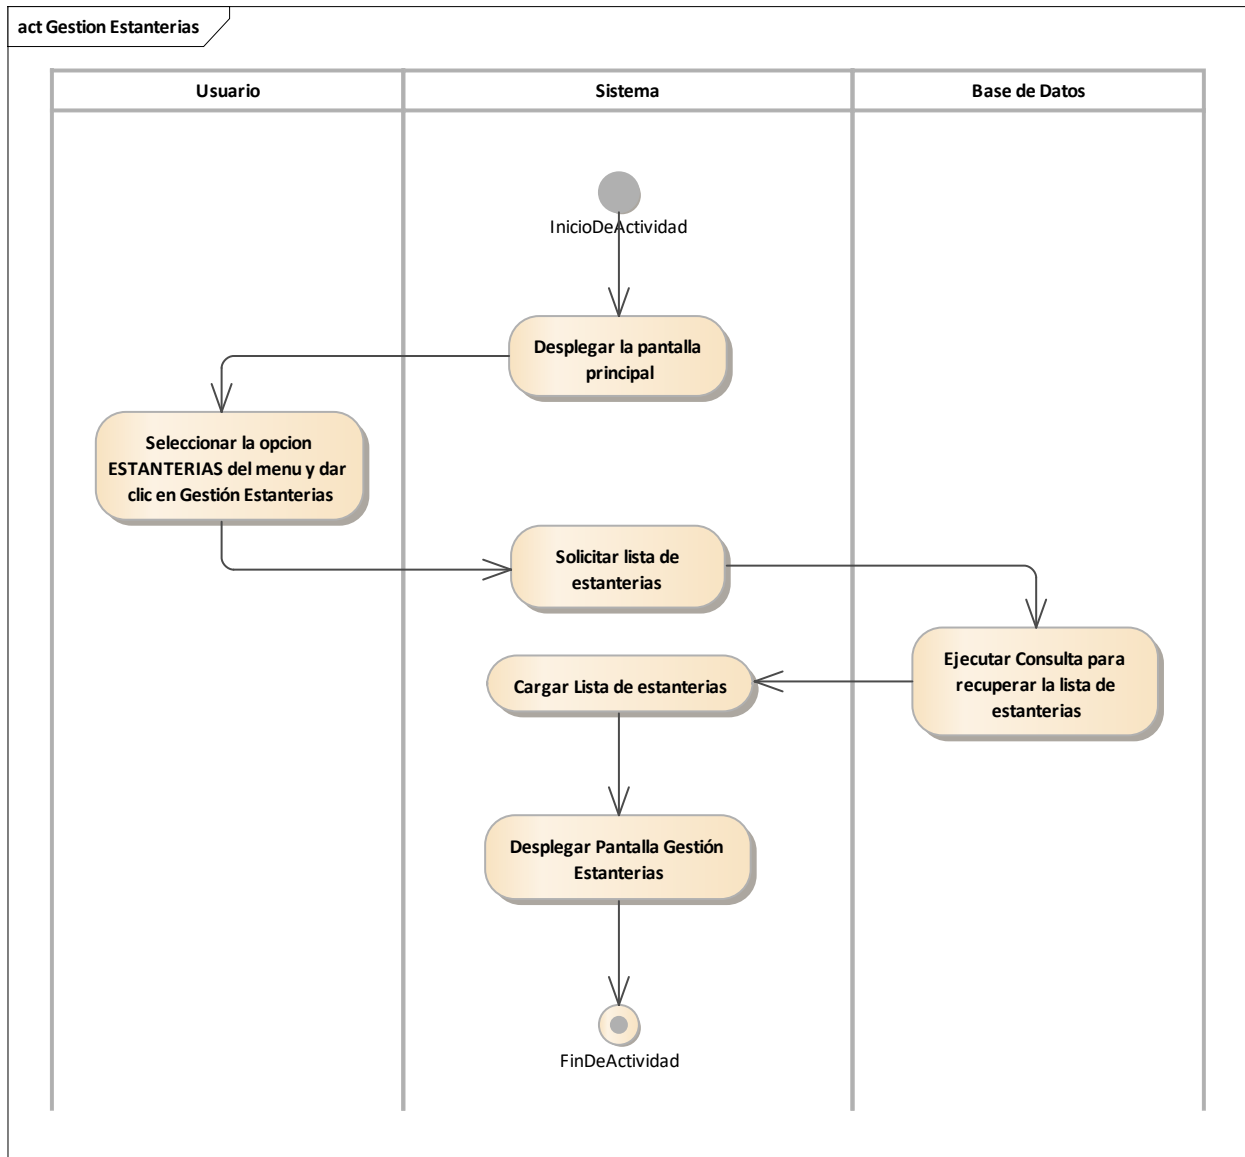 act Gestion Estanterias
Usuario
Sistema
Base de Datos
InicioDeActividad
Desplegar la pantalla
principal
Seleccionar la opcion
ESTANTERIAS del menu y dar
clic en Gestión Estanterias
Solicitar lista de
estanterias
Ejecutar Consulta para
recuperar la lista de
estanterias
Cargar Lista de estanterias
Desplegar Pantalla Gestión
Estanterias
FinDeActividad